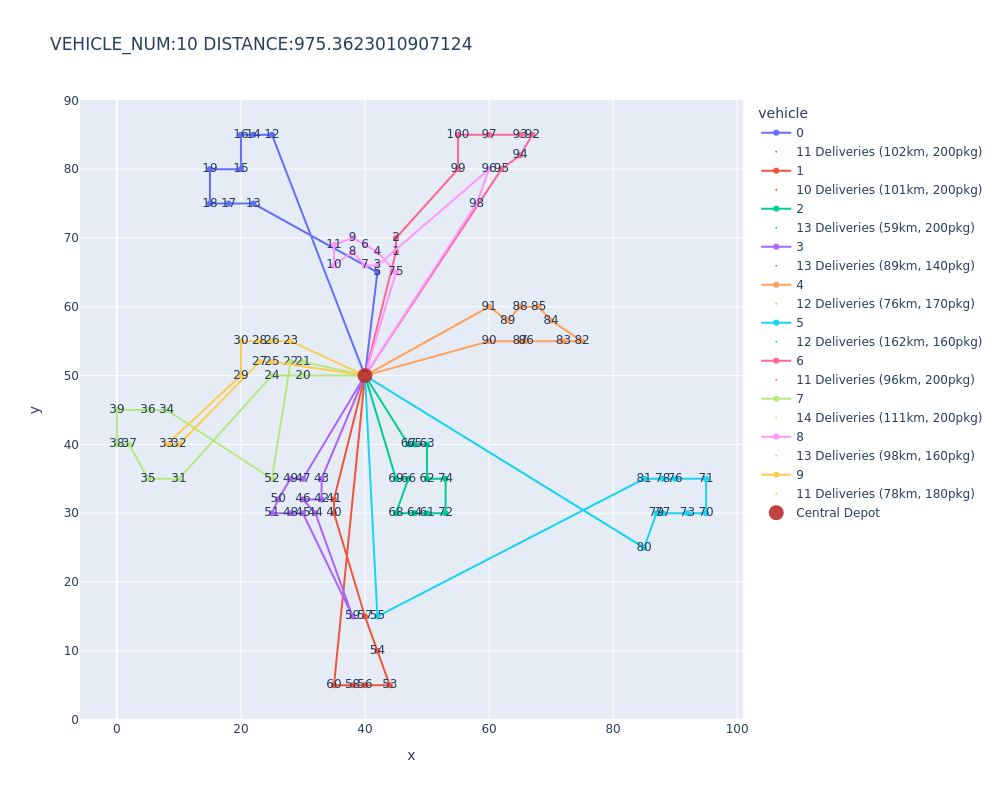 VEHICLE_NUM:10 DISTANCE:975.3623010907124
vehicle
0
11 Deliveries (102km, 200pkg)
1
10 Deliveries (101km, 200pkg)
2
13 Deliveries (59km, 200pkg)
3
13 Deliveries (89km, 140pkg)
4
12 Deliveries (76km, 170pkg)
5
12 Deliveries (162km, 160pkg)
6
11 Deliveries (96km, 200pkg)
7
14 Deliveries (111km, 200pkg)
8
13 Deliveries (98km, 160pkg)
9
11 Deliveries (78km, 180pkg)
Central Depot
90
80
70
60
50
40
30
20
10
0
y
0 20 40 60 80 100
x
16 14 12 100 97 93 92
94
19 15 99 96 95
18 17 13 98
11 9 6 2
8 4 1
10 7 3
5 75
91 88 85
89 84
30 28 26 23 90 87 86 83 82
27 25 22 21
29 24 20
39 36 34
38 37 33 32 67 65 63
35 31 52 49 47 43 69 66 62 74 81 78 76 71
50 46 42 41
51 48 45 44 40 68 64 61 72 79 77 73 70
80
59 57 55
54
60 58 56 53